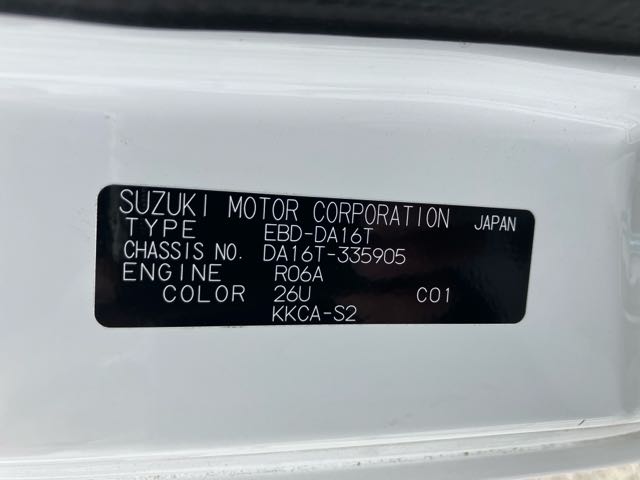 SUZUKI MOTOR CORPORATION JAPAN
TYPE EBD-DA16T
CHASSIS NO. DA16T-335905
ENGINE R06A
COLOR 26U C01
KKCA-S2